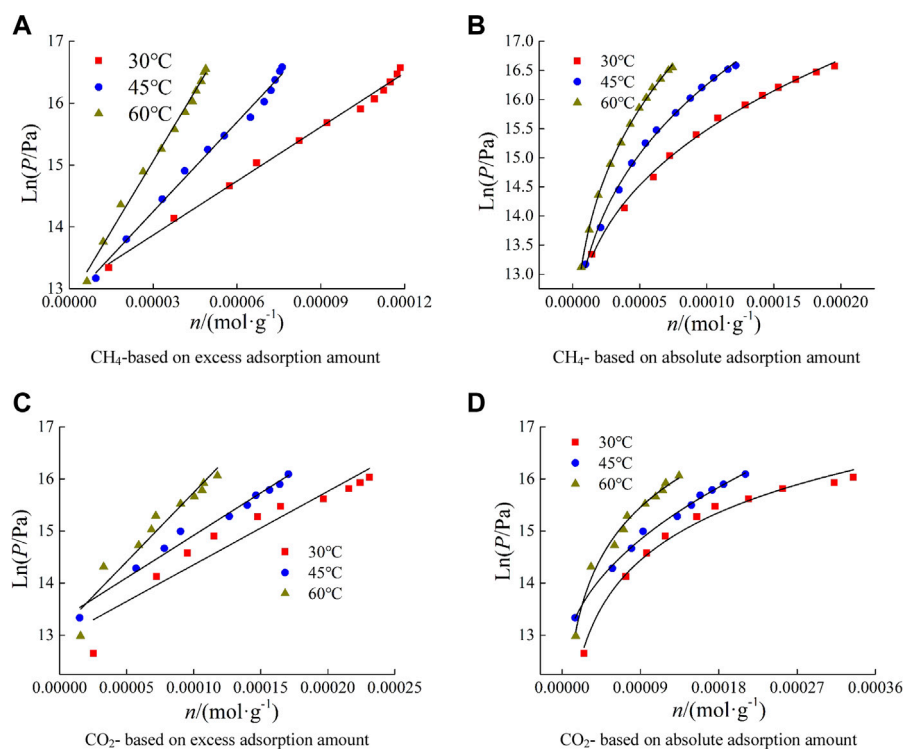 A
30°C
45°C
60°C
Ln(P/Pa)
17
16
15
14
13
0.00000
0.00003
0.00006
0.00009
0.00012
n/(mol·g⁻¹)
CH₄-based on excess adsorption amount
B
30°C
45°C
60°C
Ln(P/Pa)
17.0
16.5
16.0
15.5
15.0
14.5
14.0
13.5
13.0
0.00000
0.00005
0.00010
0.00015
0.00020
n/(mol·g⁻¹)
CH₄- based on absolute adsorption amount
C
30°C
45°C
60°C
Ln(P/Pa)
17
16
15
14
13
0.00000
0.00005
0.00010
0.00015
0.00020
0.00025
n/(mol·g⁻¹)
CO₂- based on excess adsorption amount
D
30°C
45°C
60°C
Ln(P/Pa)
17
16
15
14
13
0.00000
0.00009
0.00018
0.00027
0.00036
n/(mol·g⁻¹)
CO₂- based on absolute adsorption amount